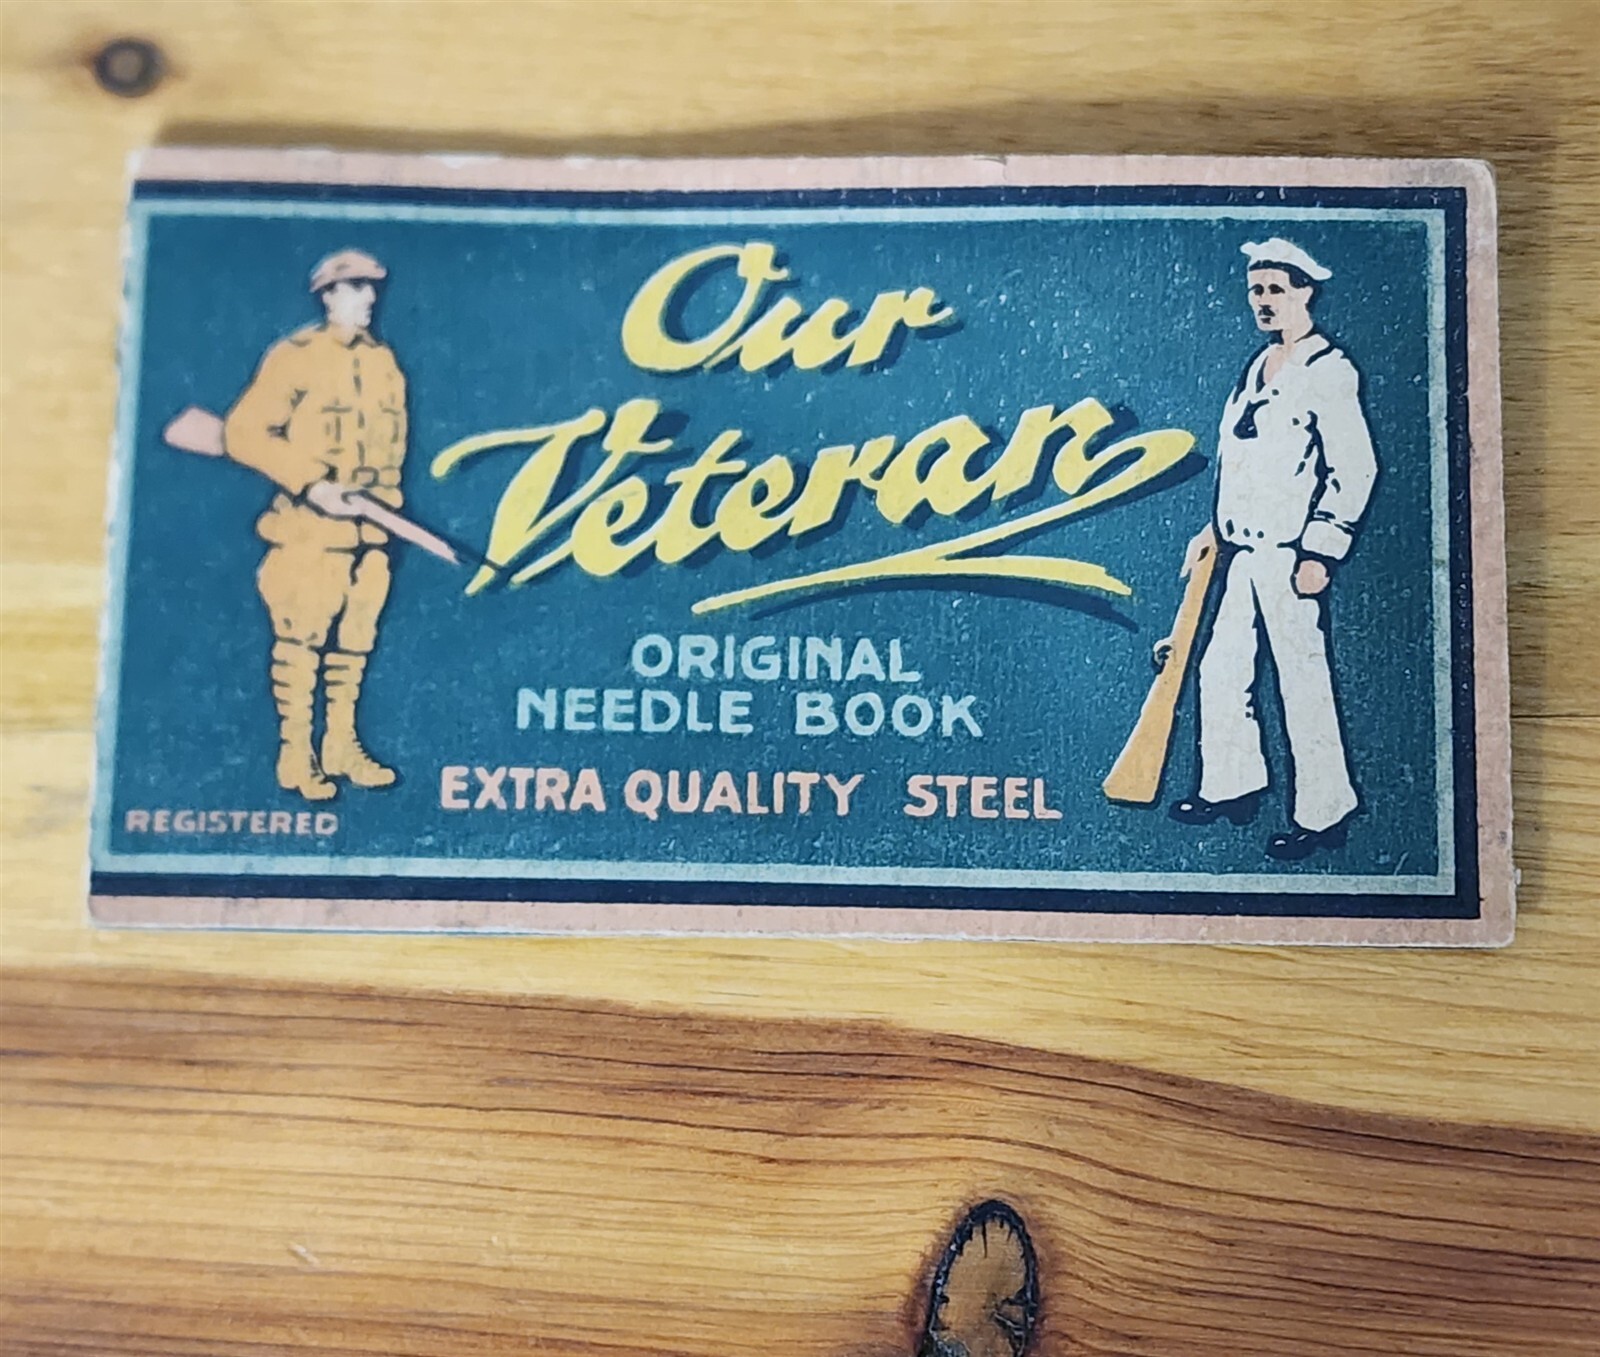 Our
Veteran
ORIGINAL
NEEDLE BOOK
EXTRA QUALITY STEEL
REGISTERED